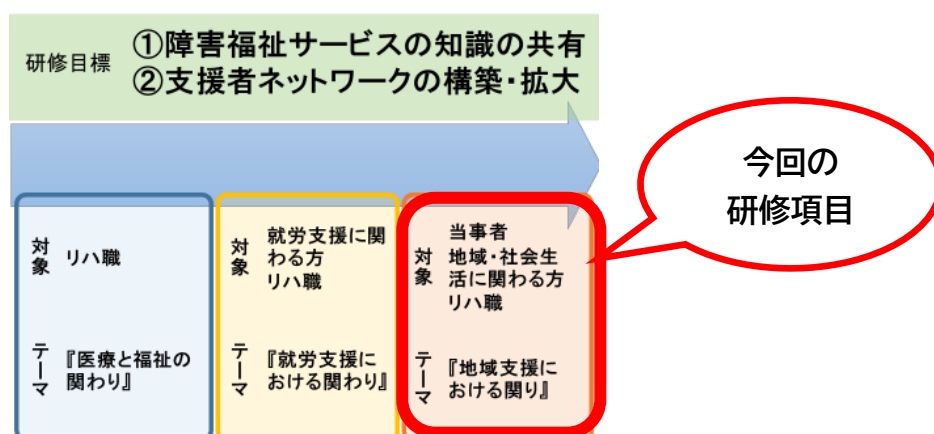 研修目標
①障害福祉サービスの知識の共有
②支援者ネットワークの構築・拡大
今回の
研修項目
対象
リハ職
テーマ
『医療と福祉の
関わり』
対象
就労支援に関
わる方
リハ職
テーマ
『就労支援に
おける関わり』
対象
当事者
地域・社会生
活に関わる方
リハ職
テーマ
『地域支援に
おける関り』